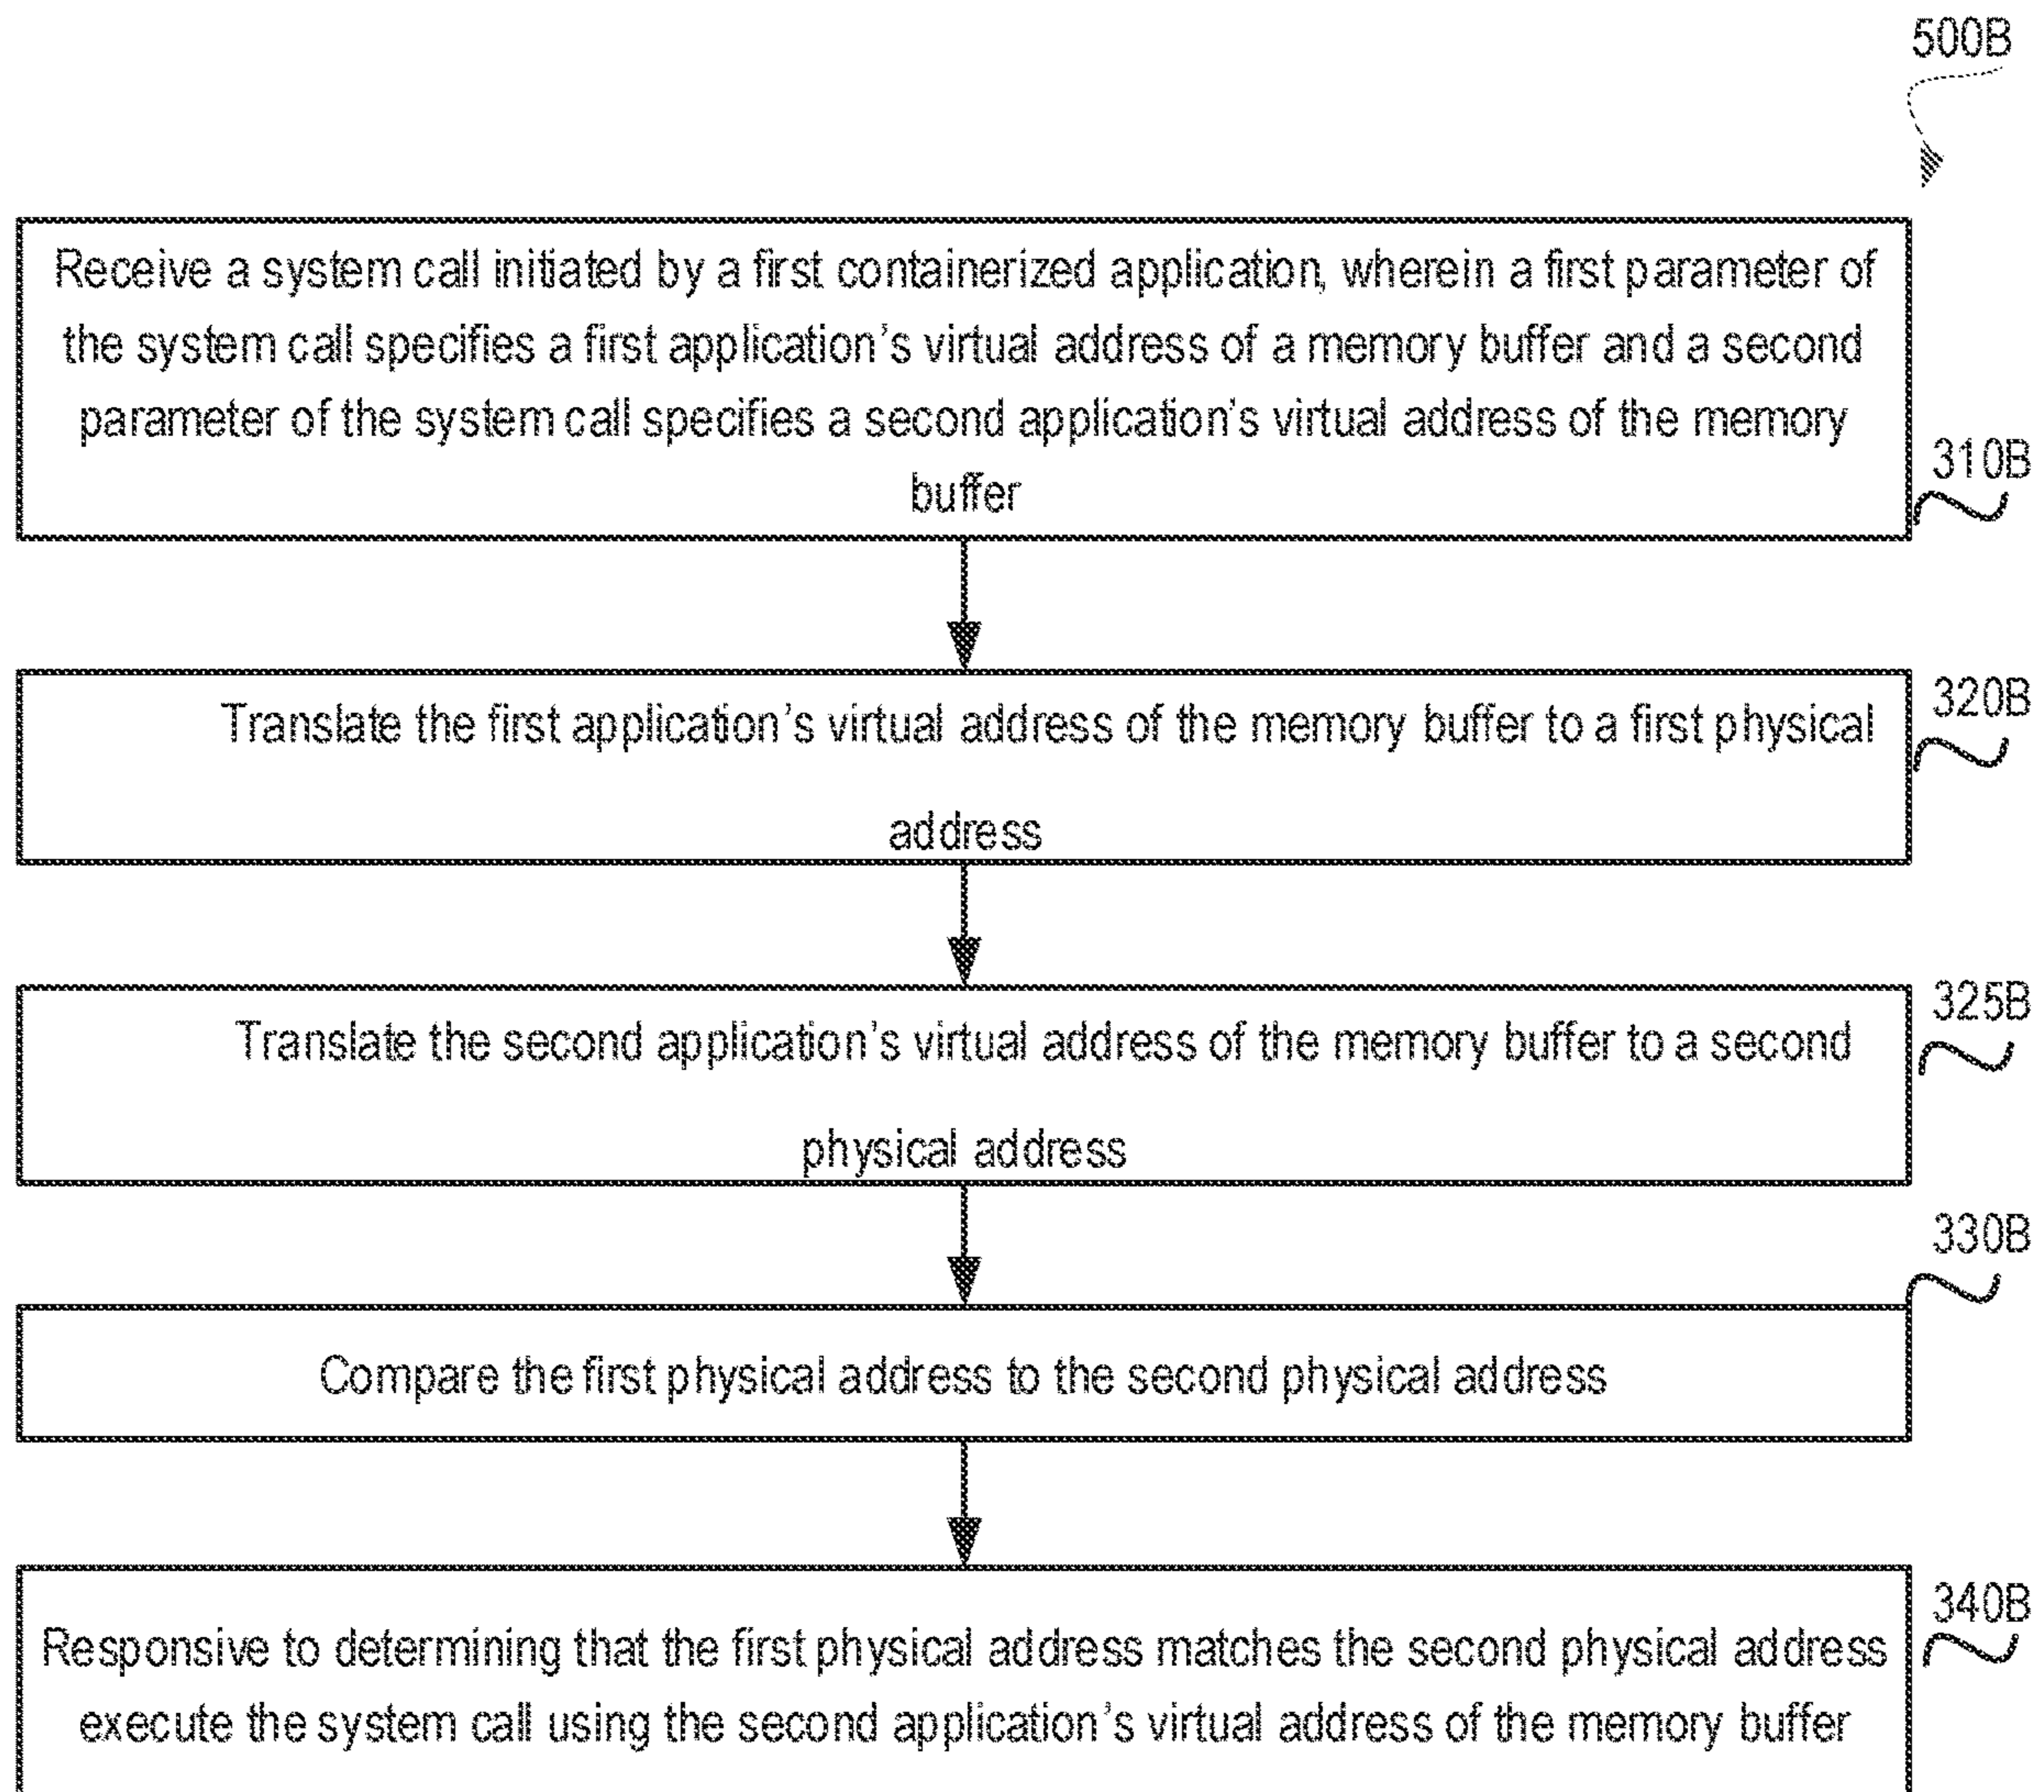 500B
Receive a system call initiated by a first containerized application, wherein a first parameter of
the system call specifies a first application's virtual address of a memory buffer and a second
parameter of the system call specifies a second application's virtual address of the memory
buffer
310B
320B
Translate the first application's virtual address of the memory buffer to a first physical
address
325B
Translate the second application's virtual address of the memory buffer to a second
physical address
330B
Compare the first physical address to the second physical address
340B
Responsive to determining that the first physical address matches the second physical address
execute the system call using the second application's virtual address of the memory buffer